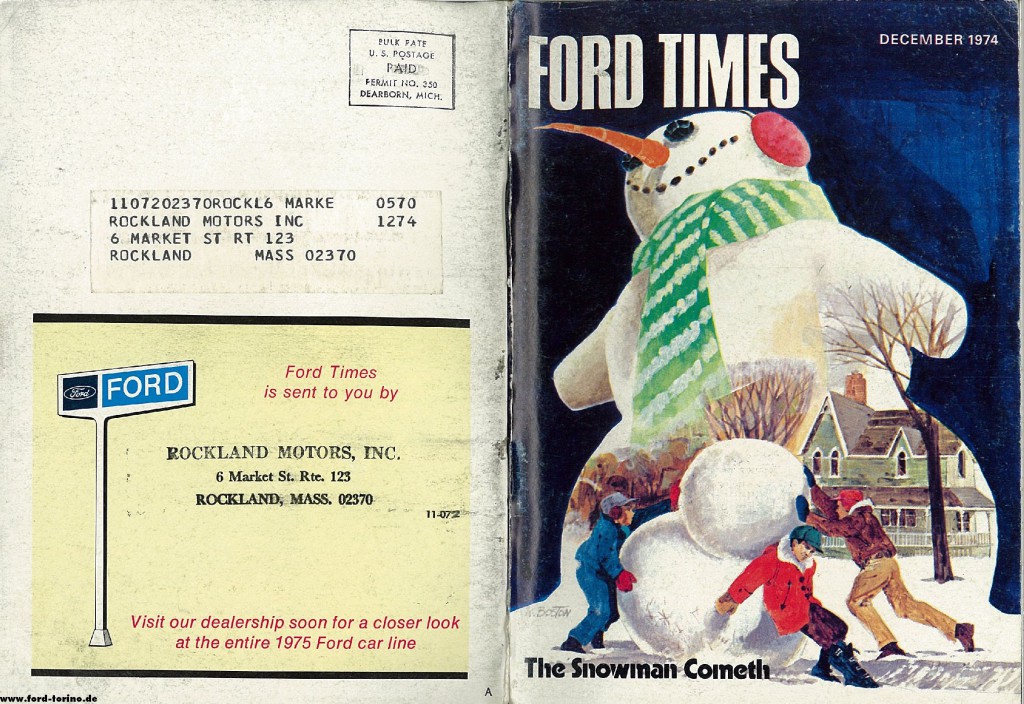 BULK RATE
U. S. POSTAGE
PAID
PERMIT NO. 350
DEARBORN, MICH.
110720237OROCKL6 MARKE 0570
ROCKLAND MOTORS INC 1274
6 MARKET ST RT 123
ROCKLAND MASS 02370
Ford
FORD
Ford Times
is sent to you by
ROCKLAND MOTORS, INC.
6 Market St. Rte. 123
ROCKLAND, MASS. 02370
11-072
Visit our dealership soon for a closer look
at the entire 1975 Ford car line
www.ford-torino.de
A
FORD TIMES
DECEMBER 1974
BOSTON
The Snowman Cometh